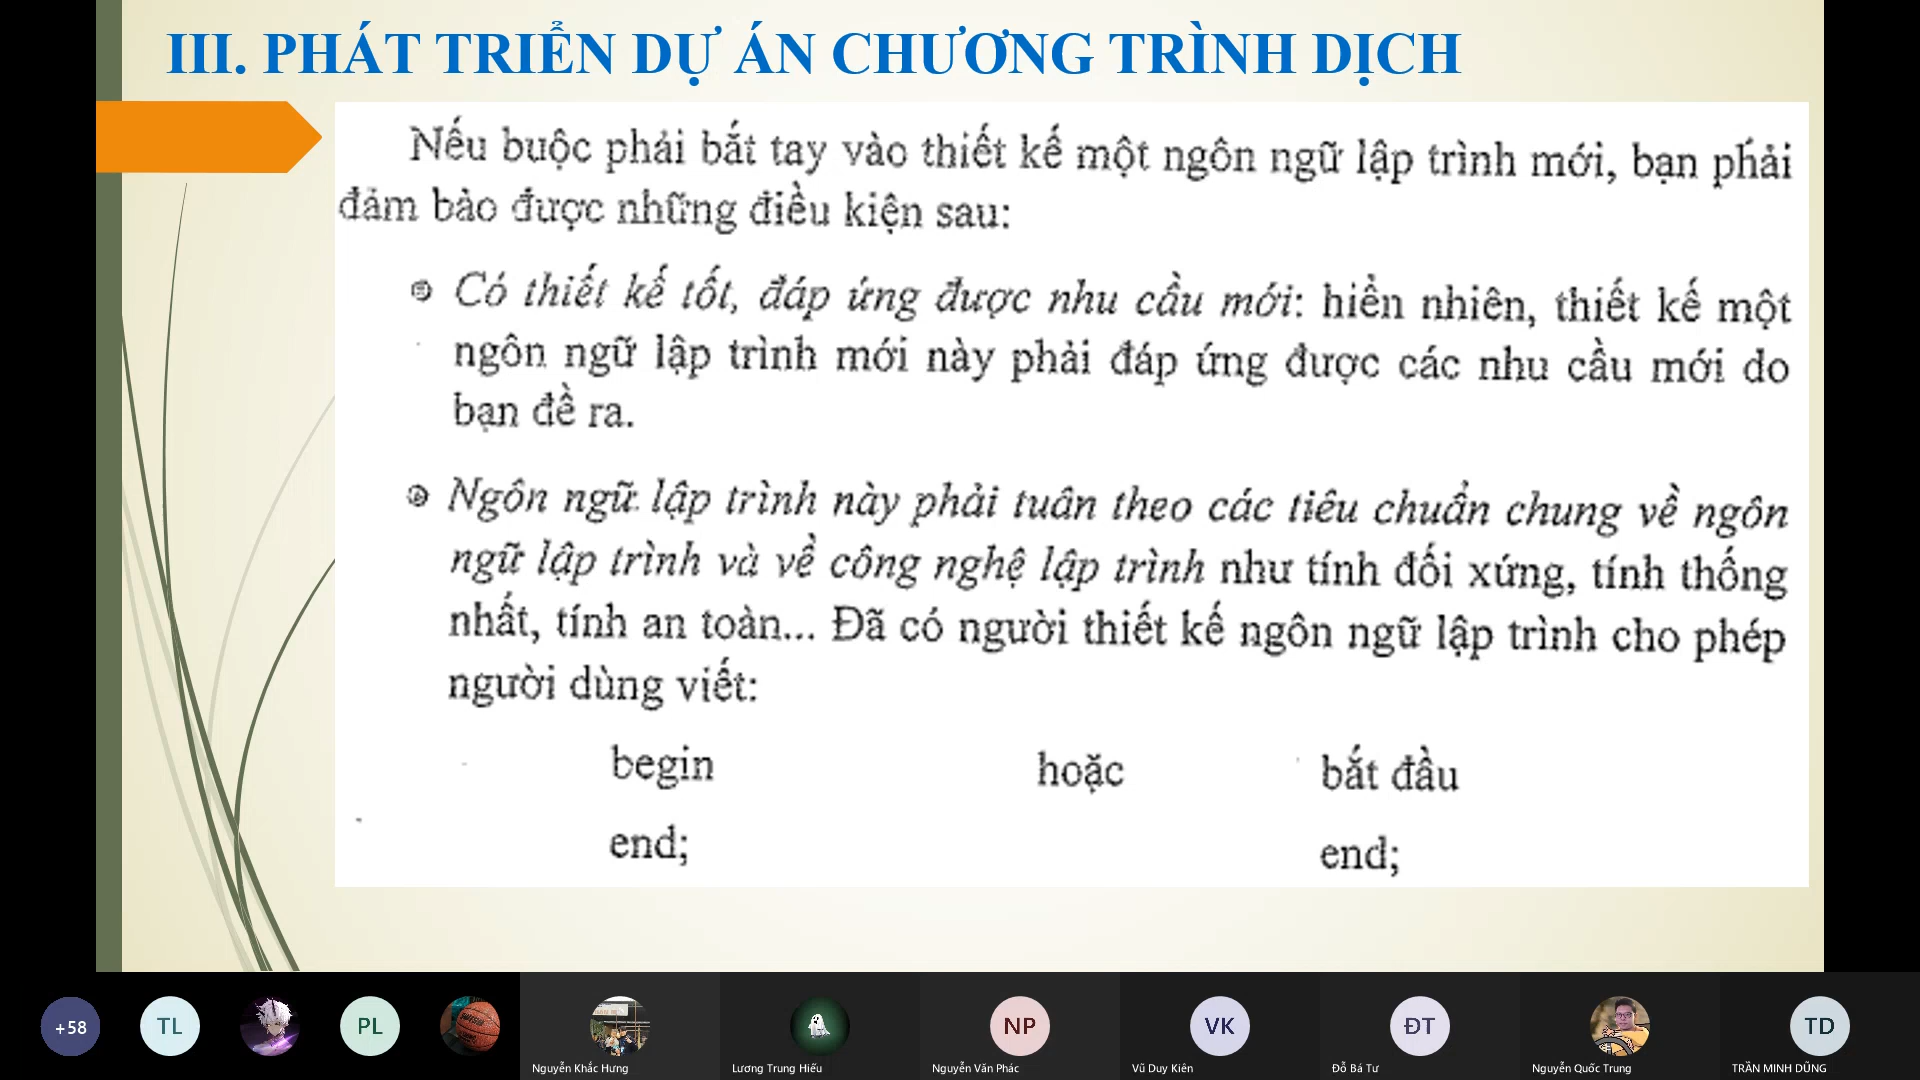 III. PHÁT TRIỂN DỰ ÁN CHƯƠNG TRÌNH DỊCH
Nếu buộc phải bắt tay vào thiết kế một ngôn ngữ lập trình mới, bạn phải
đảm bảo được những điều kiện sau:
Có thiết kế tốt, đáp ứng được nhu cầu mới: hiển nhiên, thiết kế một
ngôn ngữ lập trình mới này phải đáp ứng được các nhu cầu mới do
bạn đề ra.
Ngôn ngữ lập trình này phải tuân theo các tiêu chuẩn chung về ngôn
ngữ lập trình và về công nghệ lập trình như tính đối xứng, tính thống
nhất, tính an toàn... Đã có người thiết kế ngôn ngữ lập trình cho phép
người dùng viết:
begin hoặc bắt đầu
end; end;
+58 TL PL NP VK ĐT TD
Nguyễn Khắc Hưng Lương Trung Hiếu Nguyễn Văn Phác Vũ Duy Kiên Đỗ Bá Tư Nguyễn Quốc Trung TRẦN MINH DŨNG